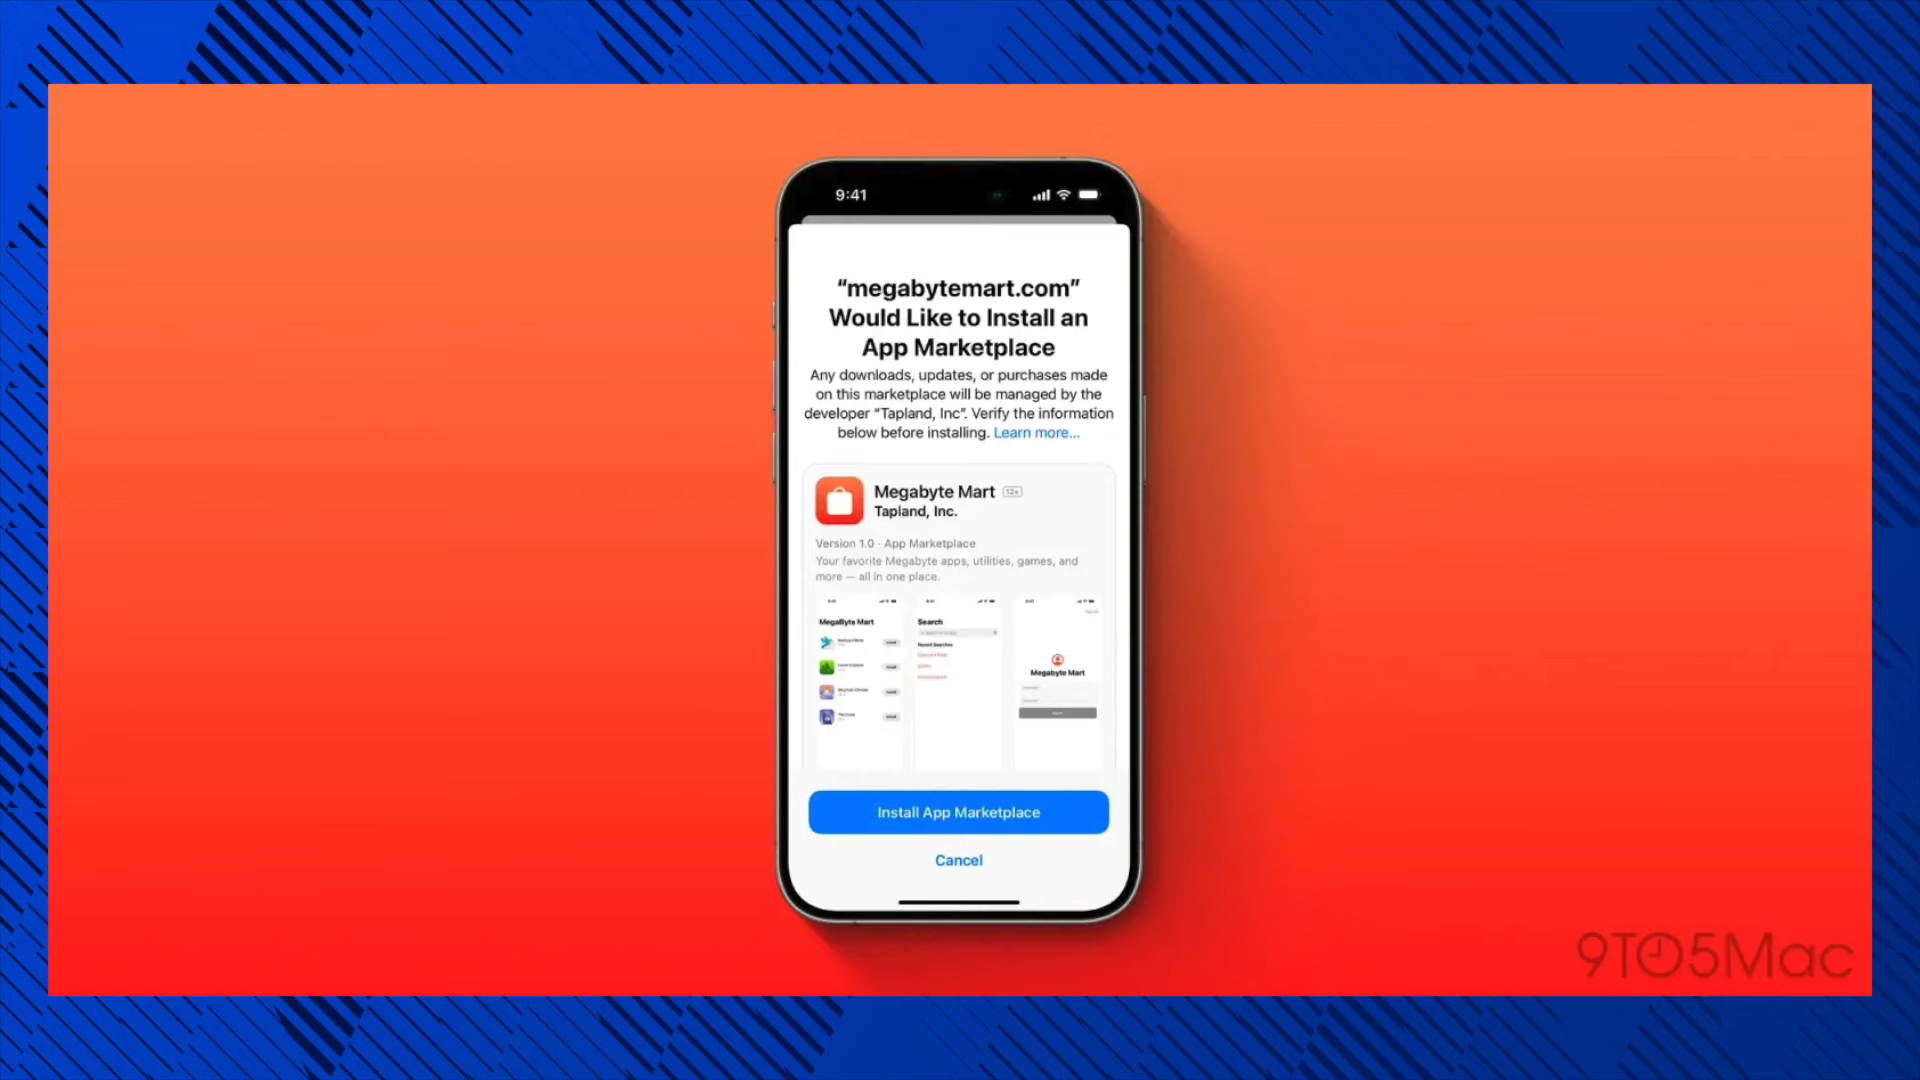 9:41
“megabytemart.com”
Would Like to Install an
App Marketplace
Any downloads, updates, or purchases made
on this marketplace will be managed by the
developer “Tapland, Inc”. Verify the information
below before installing. Learn more...
Megabyte Mart 12+
Tapland, Inc.
Version 1.0 · App Marketplace
Your favorite Megabyte apps, utilities, games, and
more — all in one place.
MegaByte Mart
Search
Recent Searches
Megabyte Mart
Install App Marketplace
Cancel
9TO5Mac